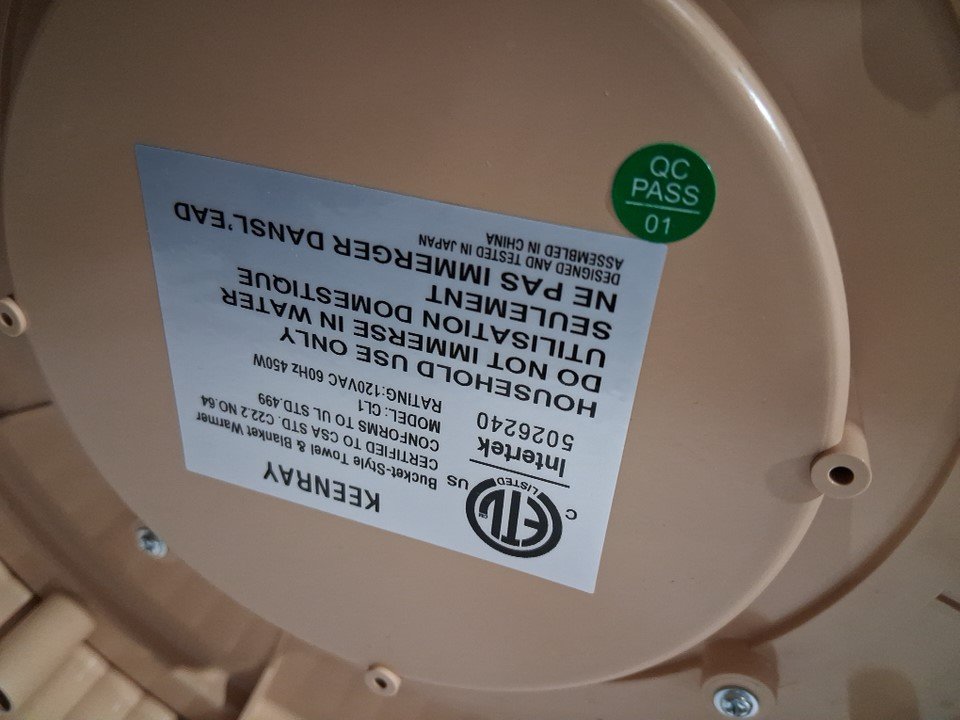 KEENRAY
Bucket-Style Towel & Blanket Warmer
CERTIFIED TO CSA STD. C22.2 NO.64
CONFORMS TO UL STD.499
MODEL: CL1
RATING:120VAC 60Hz 450W
C ETL US
LISTED
Intertek
5026240
HOUSEHOLD USE ONLY
DO NOT IMMERSE IN WATER
UTILISATION DOMESTIQUE
SEULEMENT
NE PAS IMMERGER DANSL'EAD
DESIGNED AND TESTED IN JAPAN
ASSEMBLED IN CHINA
QC
PASS
01